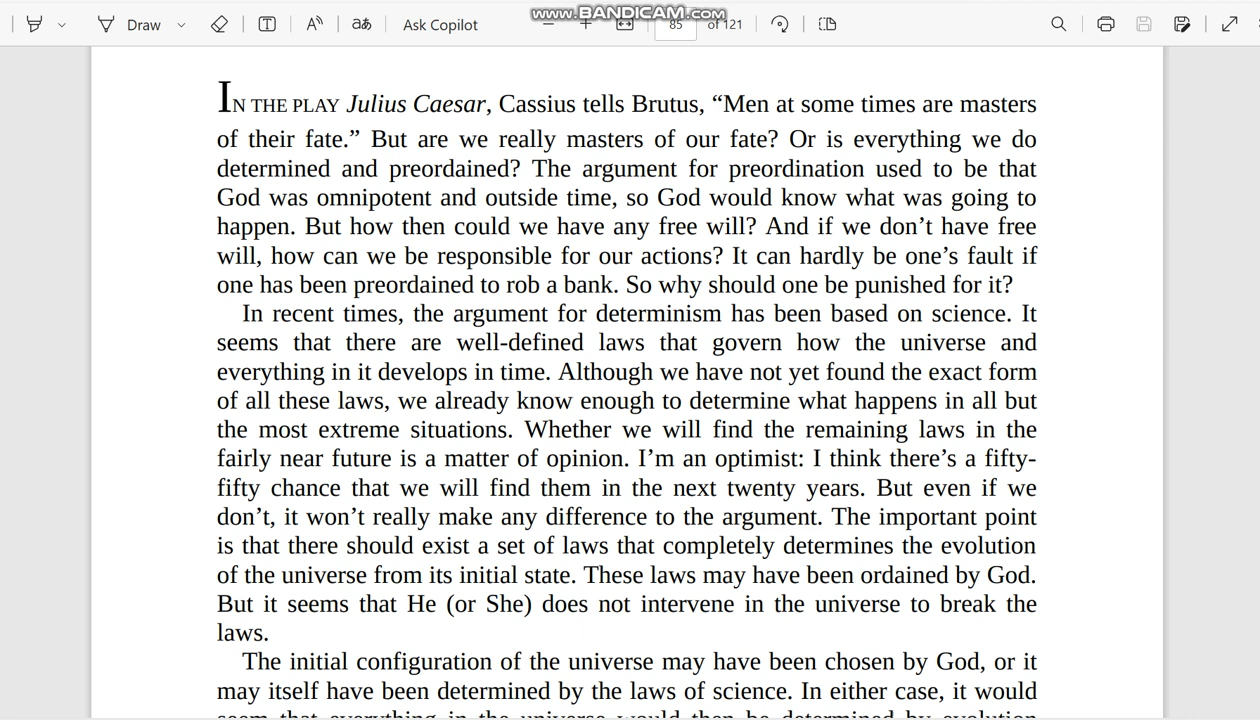 Draw
aあ
Ask Copilot
www.BANDICAM.com
85
of 121
IN THE PLAY Julius Caesar, Cassius tells Brutus, “Men at some times are masters
of their fate.” But are we really masters of our fate? Or is everything we do
determined and preordained? The argument for preordination used to be that
God was omnipotent and outside time, so God would know what was going to
happen. But how then could we have any free will? And if we don’t have free
will, how can we be responsible for our actions? It can hardly be one’s fault if
one has been preordained to rob a bank. So why should one be punished for it?
In recent times, the argument for determinism has been based on science. It
seems that there are well-defined laws that govern how the universe and
everything in it develops in time. Although we have not yet found the exact form
of all these laws, we already know enough to determine what happens in all but
the most extreme situations. Whether we will find the remaining laws in the
fairly near future is a matter of opinion. I’m an optimist: I think there’s a fifty-
fifty chance that we will find them in the next twenty years. But even if we
don’t, it won’t really make any difference to the argument. The important point
is that there should exist a set of laws that completely determines the evolution
of the universe from its initial state. These laws may have been ordained by God.
But it seems that He (or She) does not intervene in the universe to break the
laws.
The initial configuration of the universe may have been chosen by God, or it
may itself have been determined by the laws of science. In either case, it would
seem that everything in the universe would then be determined by evolution